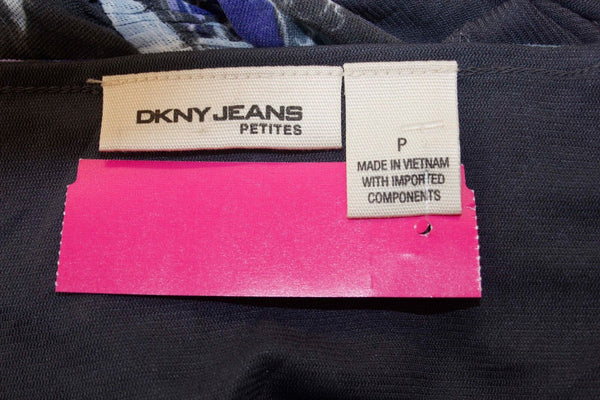 DKNY JEANS
PETITES
P
MADE IN VIETNAM
WITH IMPORTED
COMPONENTS